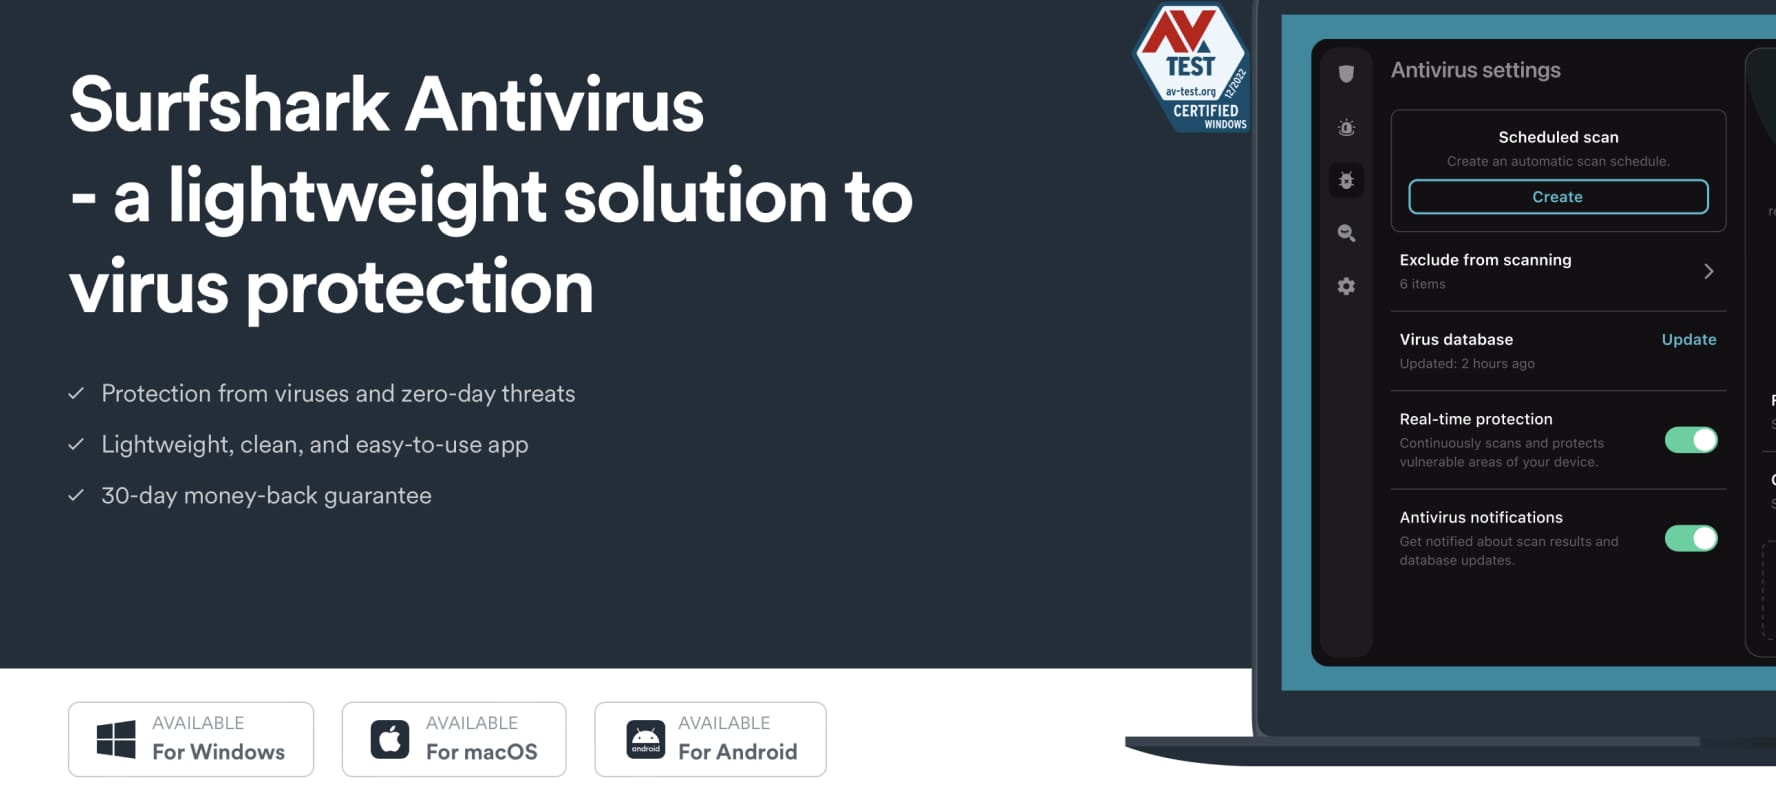 Surfshark Antivirus
- a lightweight solution to
virus protection
Protection from viruses and zero-day threats
Lightweight, clean, and easy-to-use app
30-day money-back guarantee
AVAILABLE
For Windows
AVAILABLE
For macOS
android
AVAILABLE
For Android
AV
TEST
av-test.org
12/2022
CERTIFIED
WINDOWS
Antivirus settings
Scheduled scan
Create an automatic scan schedule.
Create
Exclude from scanning
6 items
Virus database
Update
Updated: 2 hours ago
Real-time protection
Continuously scans and protects
vulnerable areas of your device.
Antivirus notifications
Get notified about scan results and
database updates.